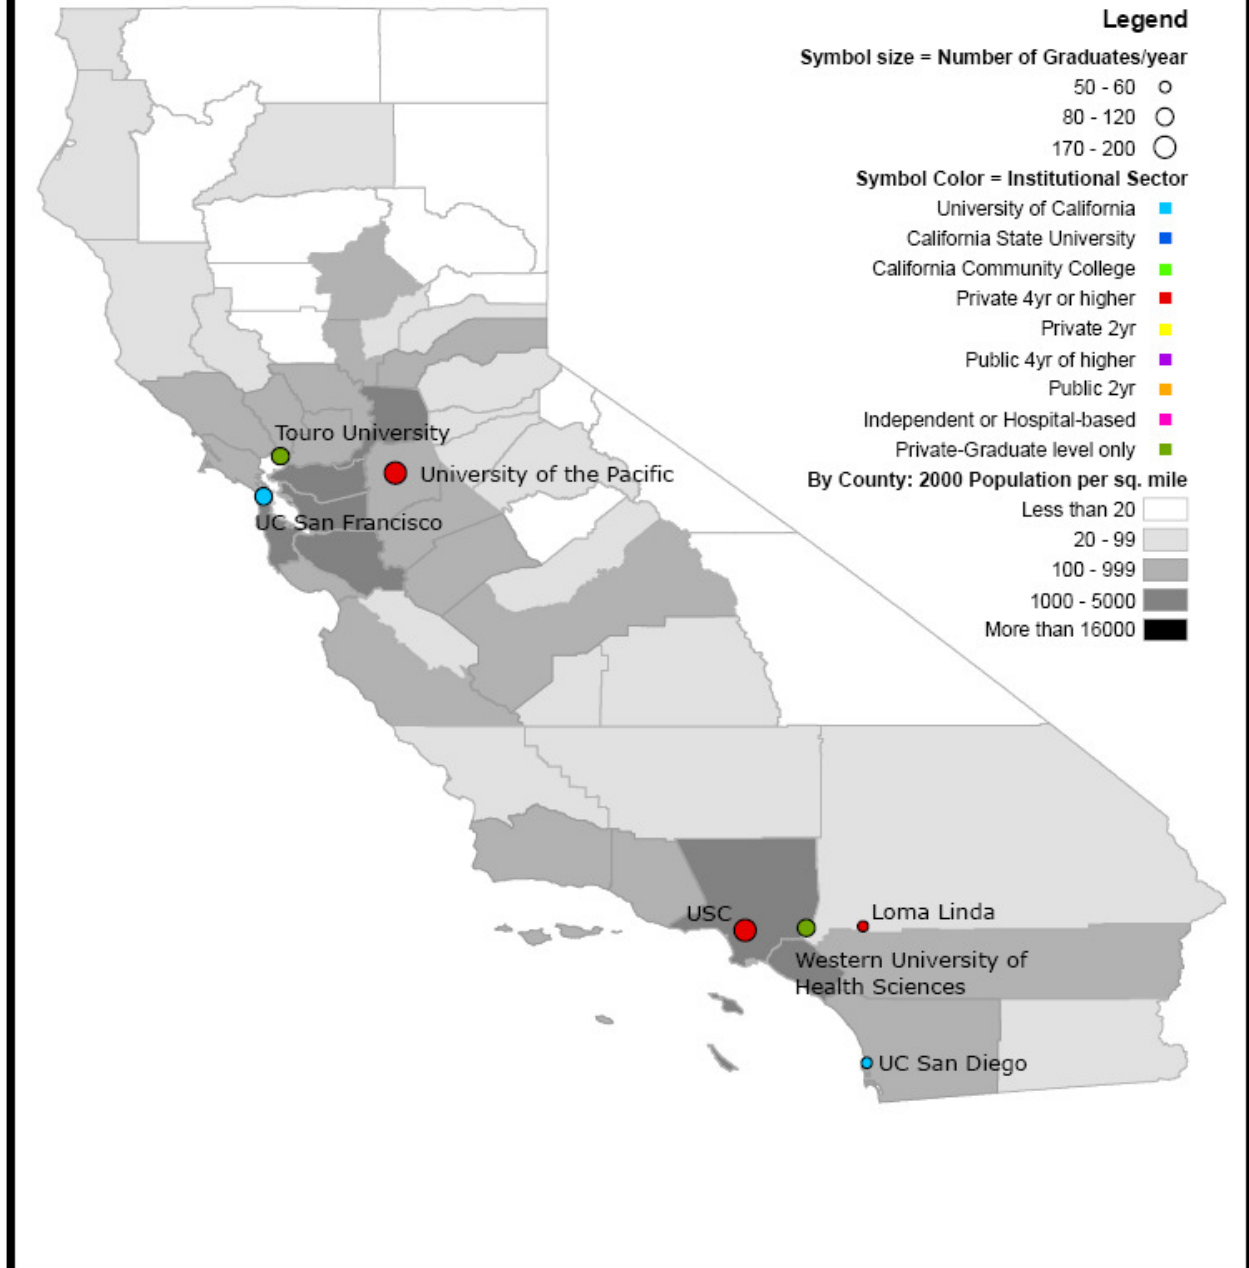 Legend
Symbol size = Number of Graduates/year
50 - 60
80 - 120
170 - 200
Symbol Color = Institutional Sector
University of California
California State University
California Community College
Private 4yr or higher
Private 2yr
Public 4yr of higher
Public 2yr
Independent or Hospital-based
Private-Graduate level only
By County: 2000 Population per sq. mile
Less than 20
20 - 99
100 - 999
1000 - 5000
More than 16000
Touro University
University of the Pacific
UC San Francisco
USC
Loma Linda
Western University of
Health Sciences
UC San Diego